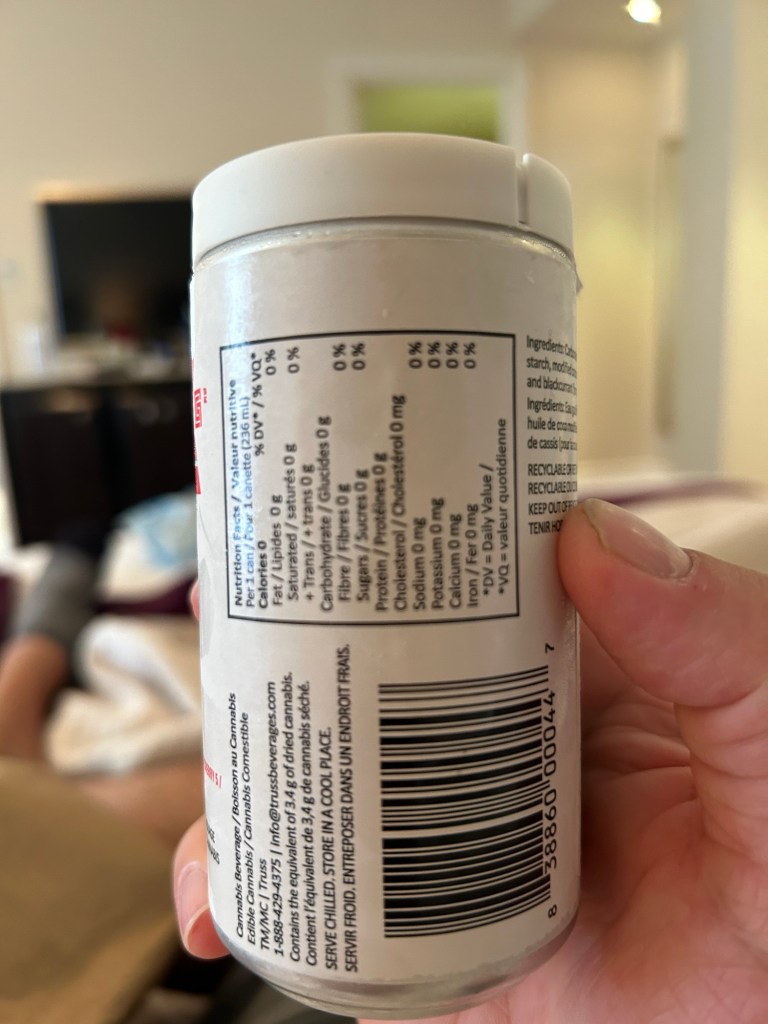 Nutrition Facts / Valeur nutritive
Per 1 can / Pour 1 canette (236 mL)
% DV* / % VQ*
Calories 0
Fat / Lipides 0 g 0 %
Saturated / saturés 0 g
+ Trans / + trans 0 g 0 %
Carbohydrate / Glucides 0 g
Fibre / Fibres 0 g 0 %
Sugars / Sucres 0 g 0 %
Protein / Protéines 0 g
Cholesterol / Cholestérol 0 mg
Sodium 0 mg 0 %
Potassium 0 mg 0 %
Calcium 0 mg 0 %
Iron / Fer 0 mg 0 %
*DV = Daily Value /
*VQ = valeur quotidienne
Ingredients:
starch,
and blackcurrant
Ingrédients:
huile de coco
de cassis
RECYCLABLE
RECYCLABLE
KEEP OUT OF
TENIR
Cannabis Beverage / Boisson au Cannabis
Edible Cannabis / Cannabis Comestible
TM/MC | Truss
1-888-429-4375 | info@trussbeverages.com
Contains the equivalent of 3.4 g of dried cannabis.
Contient l'équivalent de 3,4 g de cannabis séché.
SERVE CHILLED. STORE IN A COOL PLACE.
SERVIR FROID. ENTREPOSER DANS UN ENDROIT FRAIS.
8 38860 00044 7